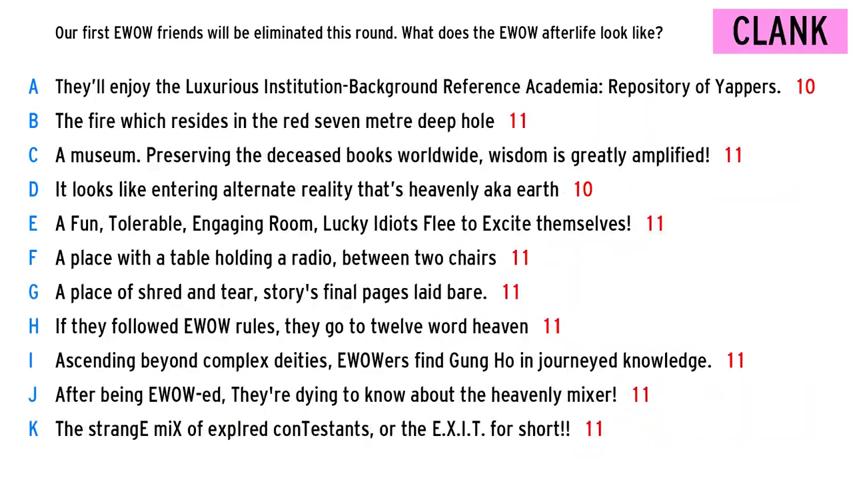 Our first EWOW friends will be eliminated this round. What does the EWOW afterlife look like?
CLANK
A They'll enjoy the Luxurious Institution-Background Reference Academia: Repository of Yappers. 10
B The fire which resides in the red seven metre deep hole 11
C A museum. Preserving the deceased books worldwide, wisdom is greatly amplified! 11
D It looks like entering alternate reality that's heavenly aka earth 10
E A Fun, Tolerable, Engaging Room, Lucky Idiots Flee to Excite themselves! 11
F A place with a table holding a radio, between two chairs 11
G A place of shred and tear, story's final pages laid bare. 11
H If they followed EWOW rules, they go to twelve word heaven 11
I Ascending beyond complex deities, EWOWers find Gung Ho in journeyed knowledge. 11
J After being EWOW-ed, They're dying to know about the heavenly mixer! 11
K The strangE miX of expIred conTestants, or the E.X.I.T. for short!! 11